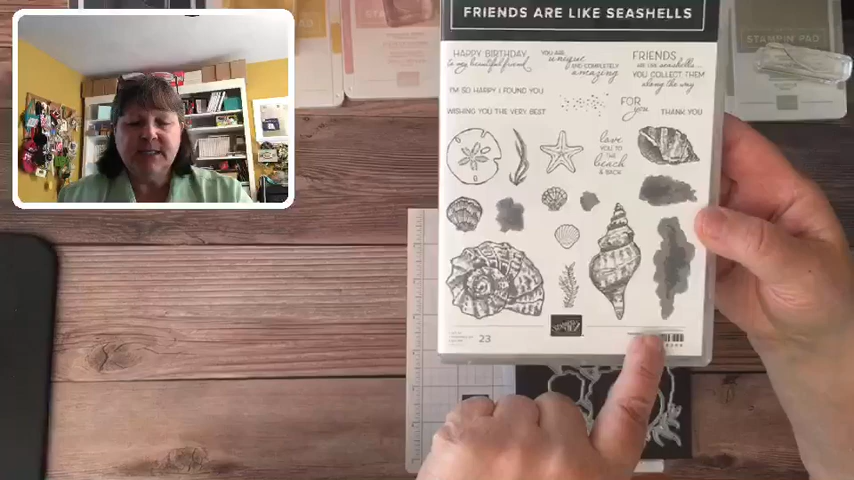 FRIENDS ARE LIKE SEASHELLS
HAPPY BIRTHDAY,
to my beautiful friend
YOU ARE
unique
AND COMPLETELY
amazing
FRIENDS
ARE LIKE seashells...
YOU COLLECT THEM
along the way
I'M SO HAPPY I FOUND YOU
WISHING YOU THE VERY BEST
FOR
you
THANK YOU
love
YOU TO
THE
beach
& BACK
23
STAMPIN PAD